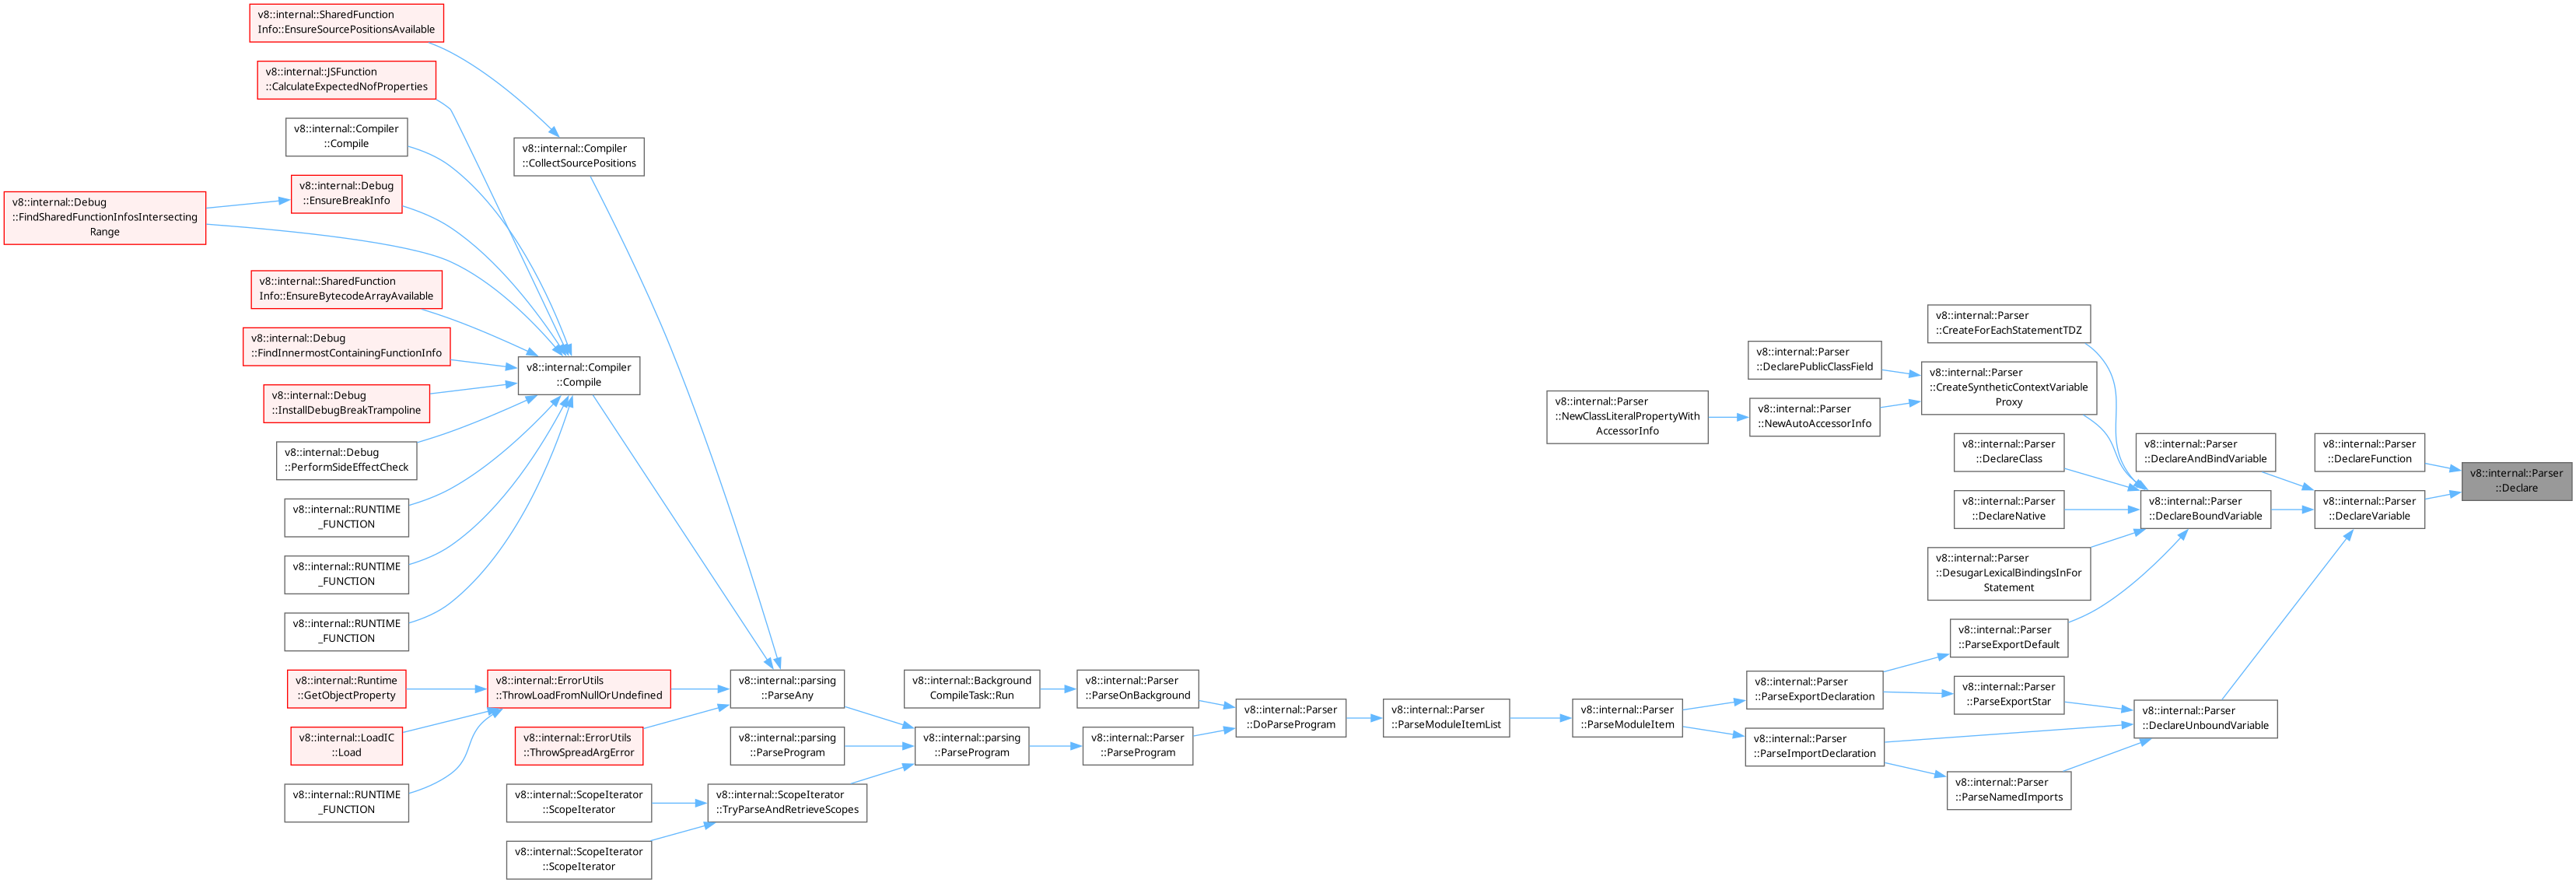 v8::internal::SharedFunction
Info::EnsureSourcePositionsAvailable
v8::internal::JSFunction
::CalculateExpectedNofProperties
v8::internal::Compiler
::Compile
v8::internal::Compiler
::CollectSourcePositions
v8::internal::Debug
::EnsureBreakInfo
v8::internal::Debug
::FindSharedFunctionInfosIntersecting
Range
v8::internal::SharedFunction
Info::EnsureBytecodeArrayAvailable
v8::internal::Debug
::FindInnermostContainingFunctionInfo
v8::internal::Compiler
::Compile
v8::internal::Debug
::InstallDebugBreakTrampoline
v8::internal::Debug
::PerformSideEffectCheck
v8::internal::RUNTIME
_FUNCTION
v8::internal::RUNTIME
_FUNCTION
v8::internal::RUNTIME
_FUNCTION
v8::internal::Runtime
::GetObjectProperty
v8::internal::LoadIC
::Load
v8::internal::RUNTIME
_FUNCTION
v8::internal::ErrorUtils
::ThrowLoadFromNullOrUndefined
v8::internal::ErrorUtils
::ThrowSpreadArgError
v8::internal::ScopeIterator
::ScopeIterator
v8::internal::ScopeIterator
::ScopeIterator
v8::internal::parsing
::ParseAny
v8::internal::parsing
::ParseProgram
v8::internal::ScopeIterator
::TryParseAndRetrieveScopes
v8::internal::Background
CompileTask::Run
v8::internal::parsing
::ParseProgram
v8::internal::Parser
::ParseOnBackground
v8::internal::Parser
::ParseProgram
v8::internal::Parser
::DoParseProgram
v8::internal::Parser
::ParseModuleItemList
v8::internal::Parser
::ParseModuleItem
v8::internal::Parser
::NewClassLiteralPropertyWith
AccessorInfo
v8::internal::Parser
::DeclarePublicClassField
v8::internal::Parser
::NewAutoAccessorInfo
v8::internal::Parser
::ParseExportDeclaration
v8::internal::Parser
::ParseImportDeclaration
v8::internal::Parser
::CreateForEachStatementTDZ
v8::internal::Parser
::CreateSyntheticContextVariable
Proxy
v8::internal::Parser
::DeclareClass
v8::internal::Parser
::DeclareNative
v8::internal::Parser
::DesugarLexicalBindingsInFor
Statement
v8::internal::Parser
::ParseExportDefault
v8::internal::Parser
::ParseExportStar
v8::internal::Parser
::ParseNamedImports
v8::internal::Parser
::DeclareAndBindVariable
v8::internal::Parser
::DeclareBoundVariable
v8::internal::Parser
::DeclareUnboundVariable
v8::internal::Parser
::DeclareFunction
v8::internal::Parser
::DeclareVariable
v8::internal::Parser
::Declare